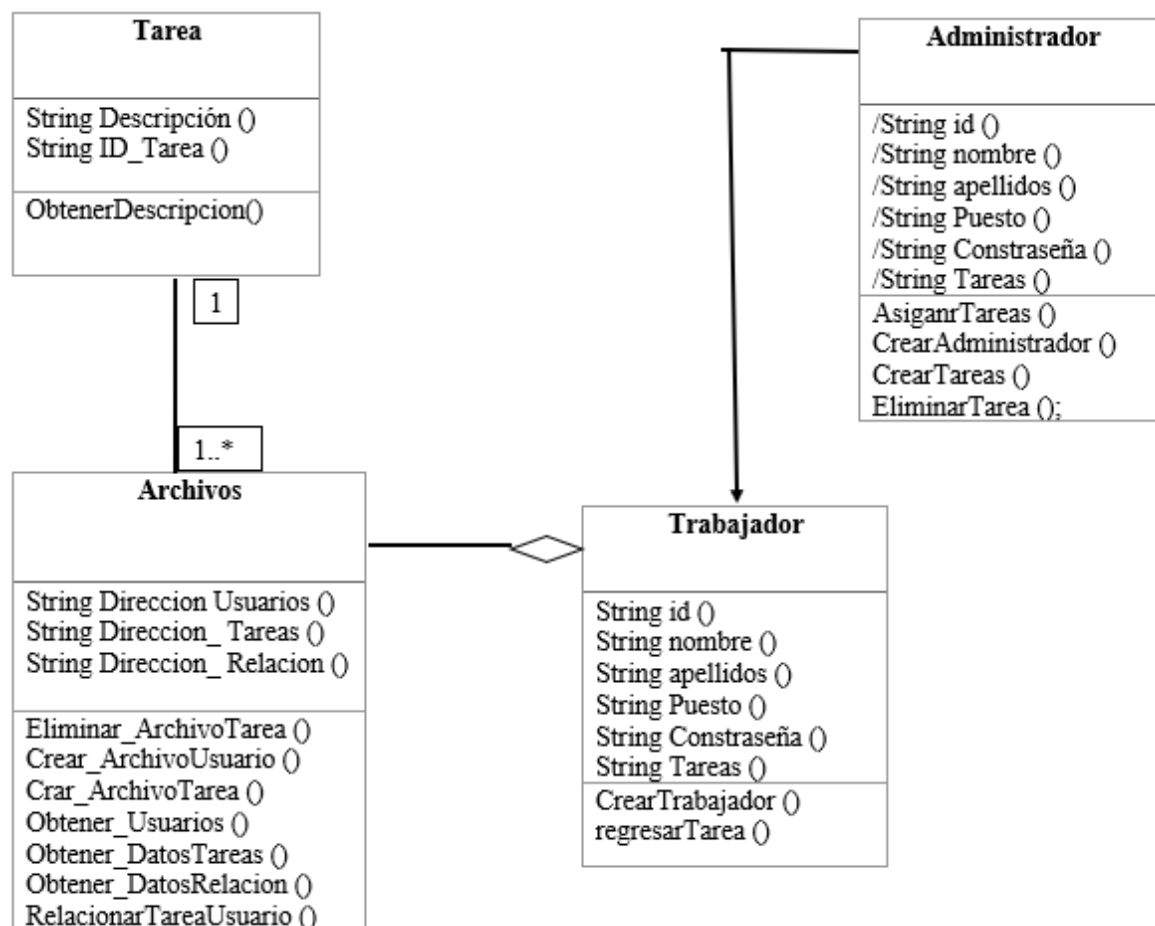 Tarea
String Descripción ()
String ID_Tarea ()
ObtenerDescripcion()
1
1..*
Archivos
String Direccion Usuarios ()
String Direccion_ Tareas ()
String Direccion_ Relacion ()
Eliminar_ArchivoTarea ()
Crear_ArchivoUsuario ()
Crar_ArchivoTarea ()
Obtener_Usuarios ()
Obtener_DatosTareas ()
Obtener_DatosRelacion ()
RelacionarTareaUsuario ()
Administrador
/String id ()
/String nombre ()
/String apellidos ()
/String Puesto ()
/String Constraseña ()
/String Tareas ()
AsiganrTareas ()
CrearAdministrador ()
CrearTareas ()
EliminarTarea ();
Trabajador
String id ()
String nombre ()
String apellidos ()
String Puesto ()
String Constraseña ()
String Tareas ()
CrearTrabajador ()
regresarTarea ()